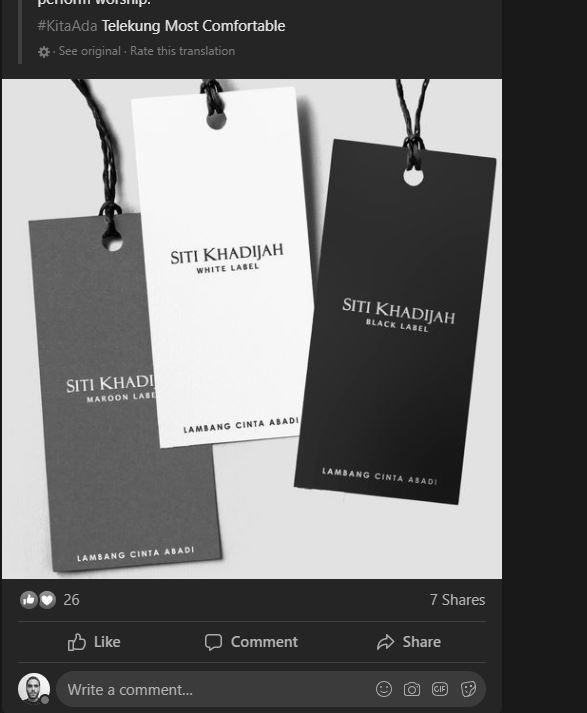 perform worship.
#KitaAda Telekung Most Comfortable
· See original · Rate this translation
SITI KHADIJAH
WHITE LABEL
LAMBANG CINTA ABADI
SITI KHADIJAH
BLACK LABEL
LAMBANG CINTA ABADI
SITI KHADI
MAROON LABE
LAMBANG CINTA ABADI
26
7 Shares
Like
Comment
Share
Write a comment...
GIF